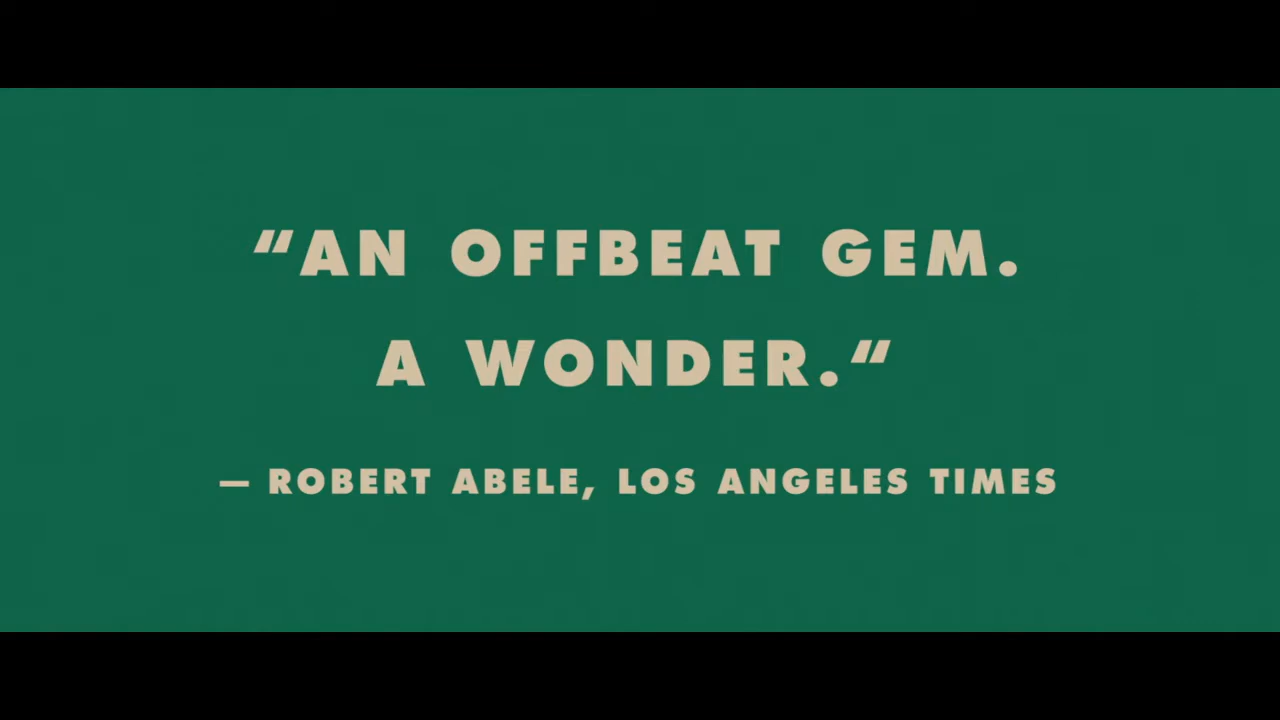 “AN OFFBEAT GEM.
A WONDER.“
— ROBERT ABELE, LOS ANGELES TIMES